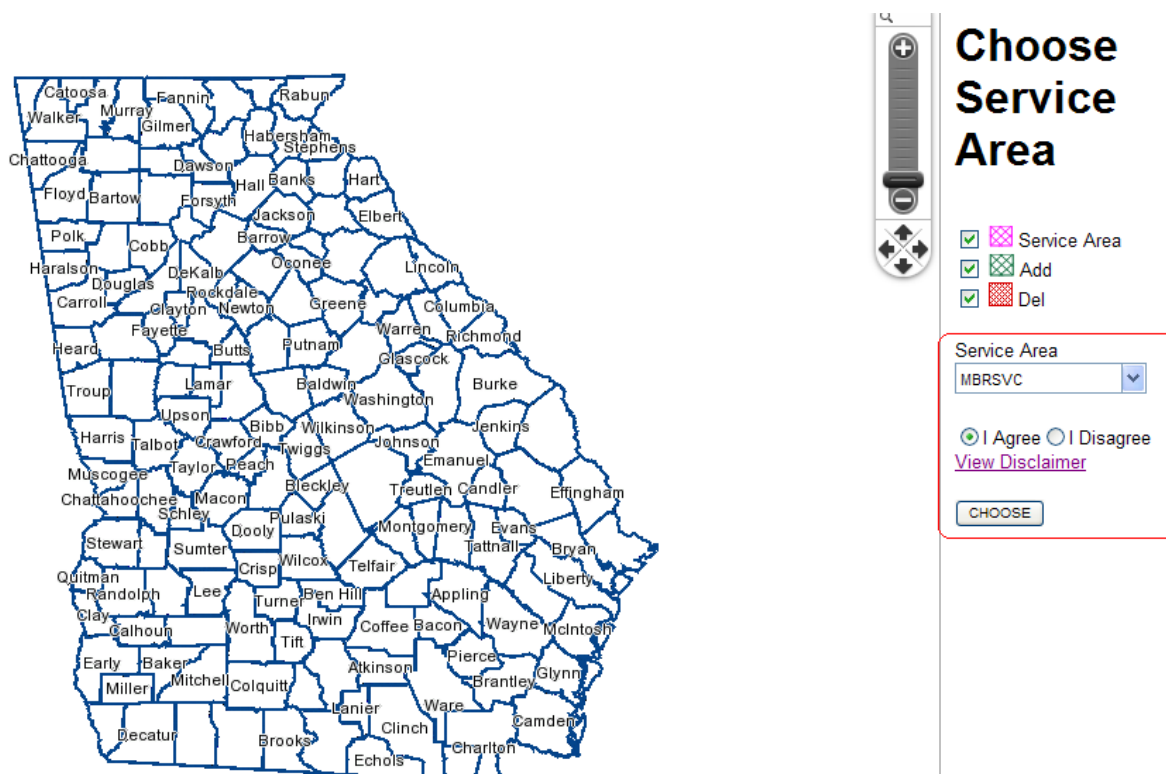 Choose
Service
Area
Service Area
Add
Del
Service Area
MBRSVC
I Agree I Disagree
View Disclaimer
CHOOSE
Catoosa
Fannin
Rabun
Walker
Murray
Gilmer
Habersham
Stephens
Chattooga
Dawson
Hall
Banks
Hart
Floyd
Bartow
Forsyth
Jackson
Elbert
Polk
Cobb
Barrow
Haralson
DeKalb
Oconee
Lincoln
Douglas
Rockdale
Carroll
Clayton
Newton
Greene
Columbia
Fayette
Warren
Richmond
Heard
Butts
Putnam
Glascock
Troup
Lamar
Baldwin
Burke
Washington
Upson
Bibb
Wilkinson
Jenkins
Harris
Talbot
Crawford
Twiggs
Johnson
Taylor
Peach
Emanuel
Muscogee
Bleckley
Treutlen
Candler
Effingham
Chattahoochee
Macon
Schley
Pulaski
Dooly
Montgomery
Evans
Stewart
Sumter
Tattnall
Bryan
Crisp
Wilcox
Telfair
Liberty
Quitman
Randolph
Lee
Turner
Ben Hill
Appling
Clay
Calhoun
Worth
Irwin
Coffee
Bacon
Wayne
McIntosh
Tift
Early
Baker
Atkinson
Pierce
Glynn
Miller
Mitchell
Colquitt
Brantley
Lanier
Ware
Decatur
Brooks
Clinch
Camden
Charlton
Echols